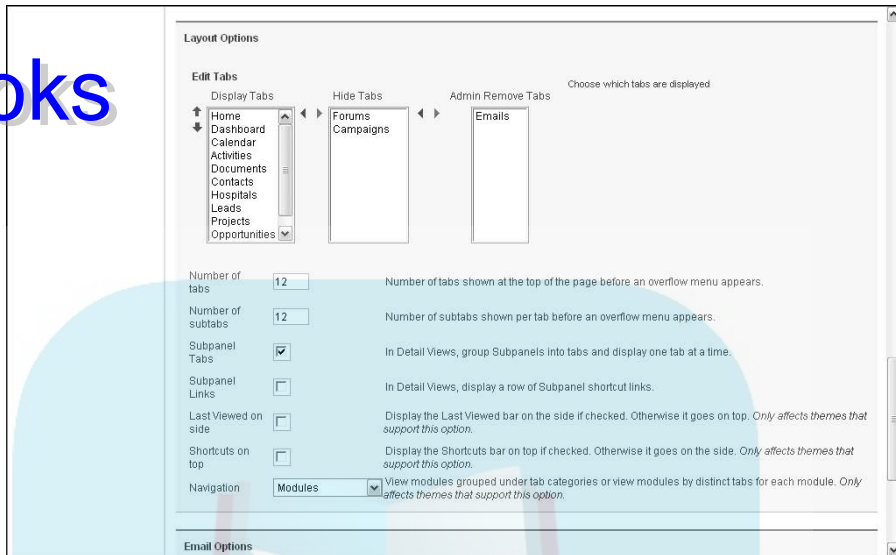 oks
Layout Options
Edit Tabs
Display Tabs
Hide Tabs
Admin Remove Tabs
Choose which tabs are displayed
Home
Dashboard
Calendar
Activities
Documents
Contacts
Hospitals
Leads
Projects
Opportunities
Forums
Campaigns
Emails
Number of
tabs
12
Number of tabs shown at the top of the page before an overflow menu appears.
Number of
subtabs
12
Number of subtabs shown per tab before an overflow menu appears.
Subpanel
Tabs
In Detail Views, group Subpanels into tabs and display one tab at a time.
Subpanel
Links
In Detail Views, display a row of Subpanel shortcut links.
Last Viewed on
side
Display the Last Viewed bar on the side if checked. Otherwise it goes on top. Only affects themes that
support this option.
Shortcuts on
top
Display the Shortcuts bar on top if checked. Otherwise it goes on the side. Only affects themes that
support this option.
Navigation
Modules
View modules grouped under tab categories or view modules by distinct tabs for each module. Only
affects themes that support this option.
Email Options